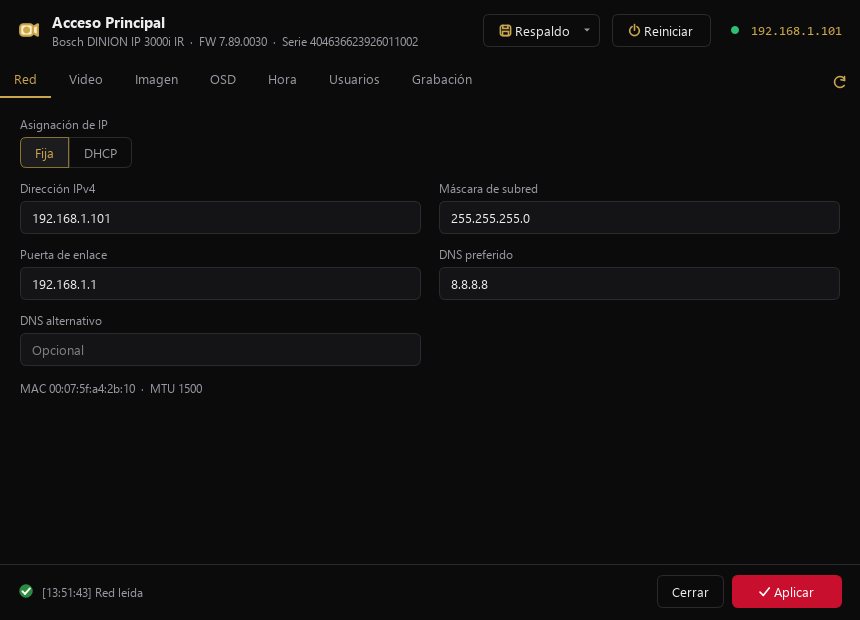 Acceso Principal
Bosch DINION IP 3000i IR · FW 7.89.0030 · Serie 404636623926011002
Respaldo
Reiniciar
192.168.1.101
Red Video Imagen OSD Hora Usuarios Grabación
Asignación de IP
Fija DHCP
Dirección IPv4 Máscara de subred
192.168.1.101 255.255.255.0
Puerta de enlace DNS preferido
192.168.1.1 8.8.8.8
DNS alternativo
Opcional
MAC 00:07:5f:a4:2b:10 · MTU 1500
[13:51:43] Red leída
Cerrar Aplicar